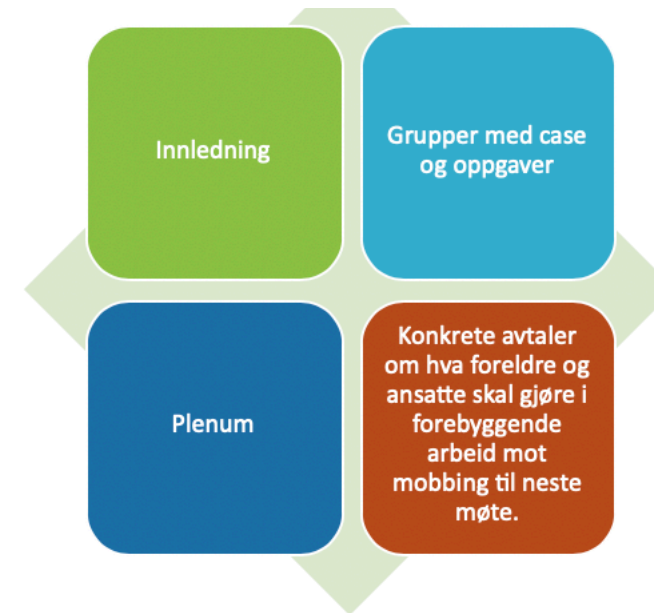 Innledning
Grupper med case
og oppgaver
Plenum
Konkrete avtaler
om hva foreldre og
ansatte skal gjøre i
forebyggende
arbeid mot
mobbing til neste
møte.